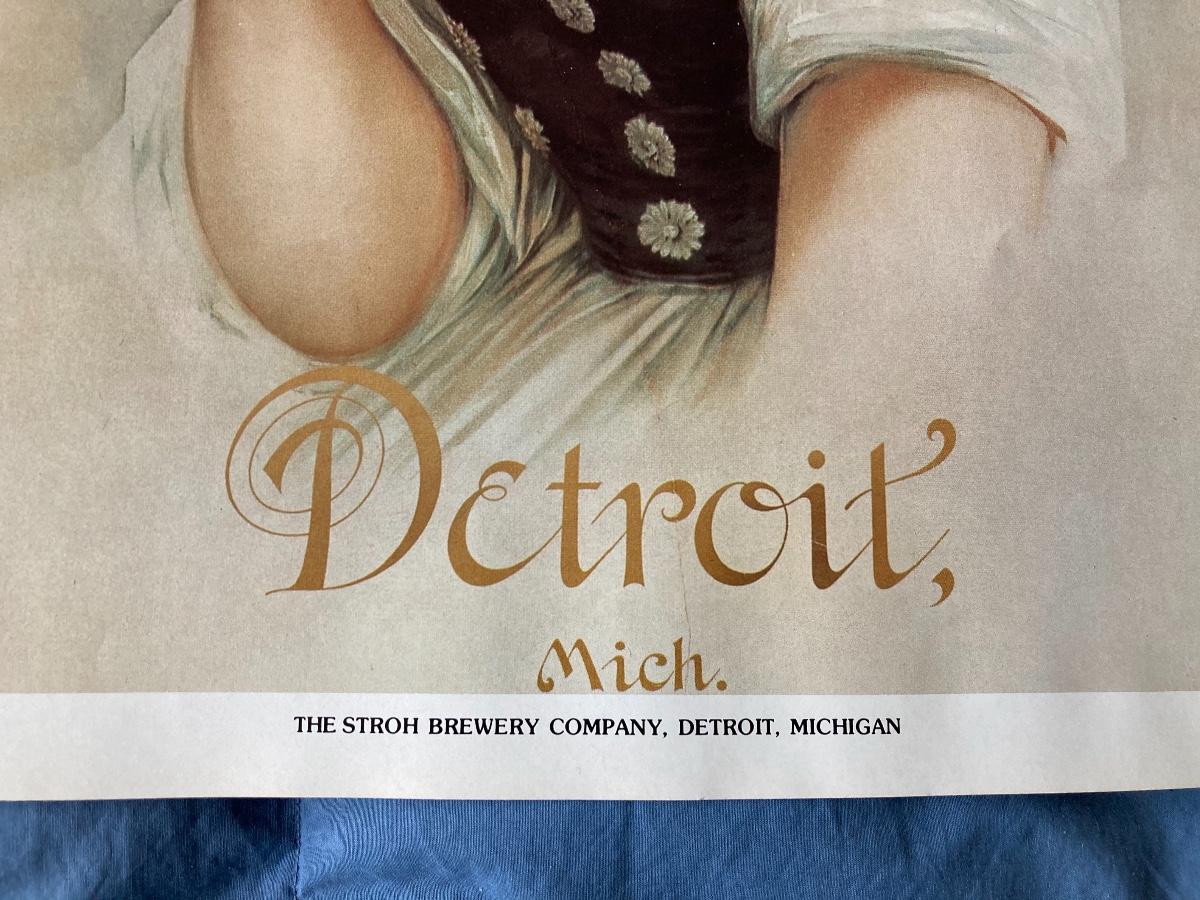 Detroit,
Mich.
THE STROH BREWERY COMPANY, DETROIT, MICHIGAN